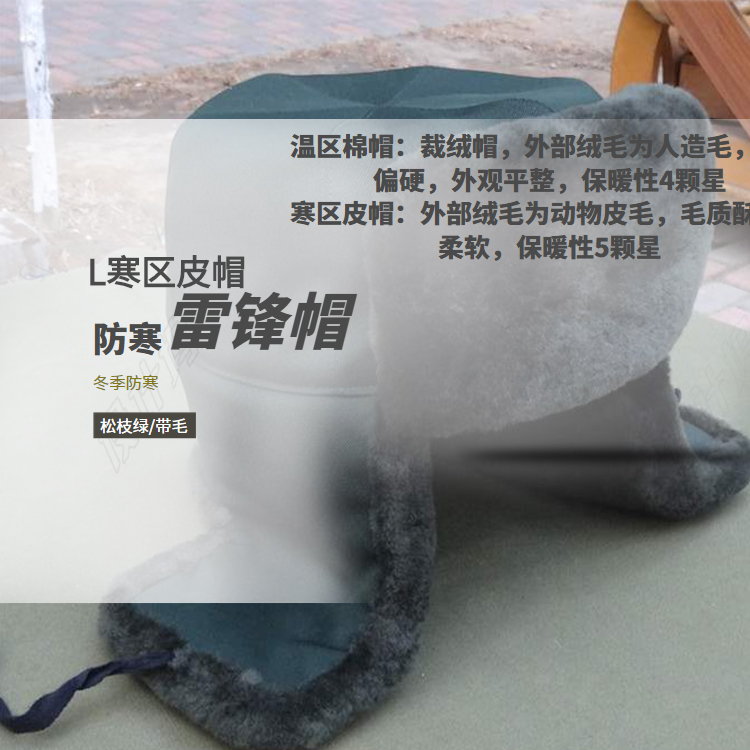 温区棉帽：裁绒帽，外部绒毛为人造毛，
偏硬，外观平整，保暖性4颗星
寒区皮帽：外部绒毛为动物皮毛，毛质酥
柔软，保暖性5颗星
L寒区皮帽
防寒 雷锋帽
冬季防寒
松枝绿/带毛